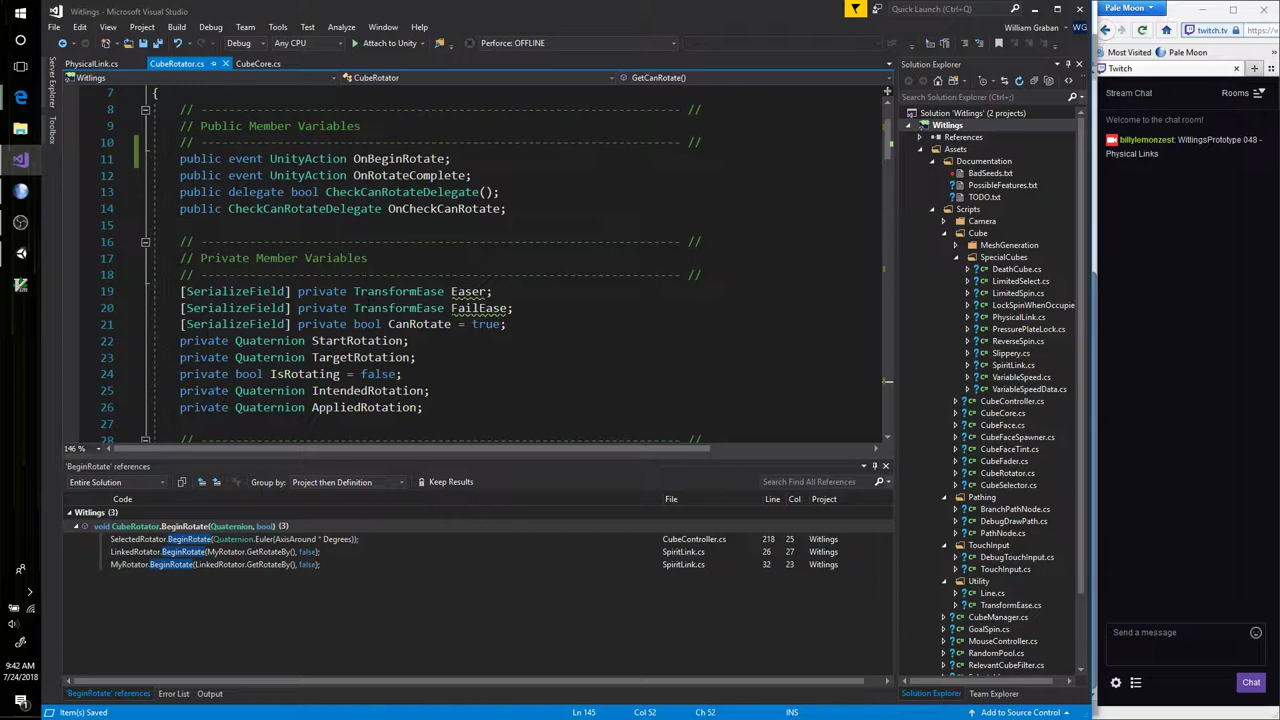 Witlings - Microsoft Visual Studio
Quick Launch (Ctrl+Q)
File Edit View Project Build Debug Team Tools Test Analyze Window Help
William Graban WG
Debug Any CPU Attach to Perforce: OFFLINE
PhysicalLink.cs CubeRotator.cs CubeCore.cs
Witlings CubeRotator GetCanRotate()
Server Explorer
Toolbox
7 {
8 // -------------------------------------------------------------------- //
9 // Public Member Variables
10 // -------------------------------------------------------------------- //
11 public event UnityAction OnBeginRotate;
12 public event UnityAction OnRotateComplete;
13 public delegate bool CheckCanRotateDelegate();
14 public CheckCanRotateDelegate OnCheckCanRotate;
15
16 // -------------------------------------------------------------------- //
17 // Private Member Variables
18 // -------------------------------------------------------------------- //
19 [SerializeField] private TransformEase Easer;
20 [SerializeField] private TransformEase FailEase;
21 [SerializeField] private bool CanRotate = true;
22 private Quaternion StartRotation;
23 private Quaternion TargetRotation;
24 private bool IsRotating = false;
25 private Quaternion IntendedRotation;
26 private Quaternion AppliedRotation;
28 // -------------------------------------------------------------------- //
146 %
'BeginRotate' references
Entire Solution Group by: Project then Definition Keep Results Search Find All References
Code File Line Col Project
Witlings (3)
void CubeRotator.BeginRotate(Quaternion, bool) (3)
SelectedRotator.BeginRotate(Quaternion.Euler(AxisAround * Degrees)); CubeController.cs 218 25 Witlings
LinkedRotator.BeginRotate(MyRotator.GetRotateBy(), false); SpiritLink.cs 26 27 Witlings
MyRotator.BeginRotate(LinkedRotator.GetRotateBy(), false); SpiritLink.cs 32 23 Witlings
'BeginRotate' references Error List Output
Item(s) Saved Ln 145 Col 52 Ch 52 INS Add to Source Control
Solution Explorer
Search Solution Explorer (Ctrl+;)
Solution 'Witlings' (2 projects)
Witlings
References
Assets
Documentation
BadSeeds.txt
PossibleFeatures.txt
TODO.txt
Scripts
Camera
Cube
MeshGeneration
SpecialCubes
DeathCube.cs
LimitedSelect.cs
LimitedSpin.cs
LockSpinWhenOccupie
PhysicalLink.cs
PressurePlateLock.cs
ReverseSpin.cs
Slippery.cs
SpiritLink.cs
VariableSpeed.cs
VariableSpeedData.cs
CubeController.cs
CubeCore.cs
CubeFace.cs
CubeFaceSpawner.cs
CubeFaceTint.cs
CubeFader.cs
CubeRotator.cs
CubeSelector.cs
Pathing
BranchPathNode.cs
DebugDrawPath.cs
PathNode.cs
TouchInput
DebugTouchInput.cs
TouchInput.cs
Utility
Line.cs
TransformEase.cs
CubeManager.cs
GoalSpin.cs
MouseController.cs
RandomPool.cs
RelevantCubeFilter.cs
Solution Explorer Team Explorer
Pale Moon
twitch.tv https://w
Most Visited Pale Moon
Twitch
Stream Chat Rooms
Welcome to the chat room!
billylemonzest: WitlingsPrototype 048 -
Physical Links
Send a message
Chat
9:42 AM
7/24/2018